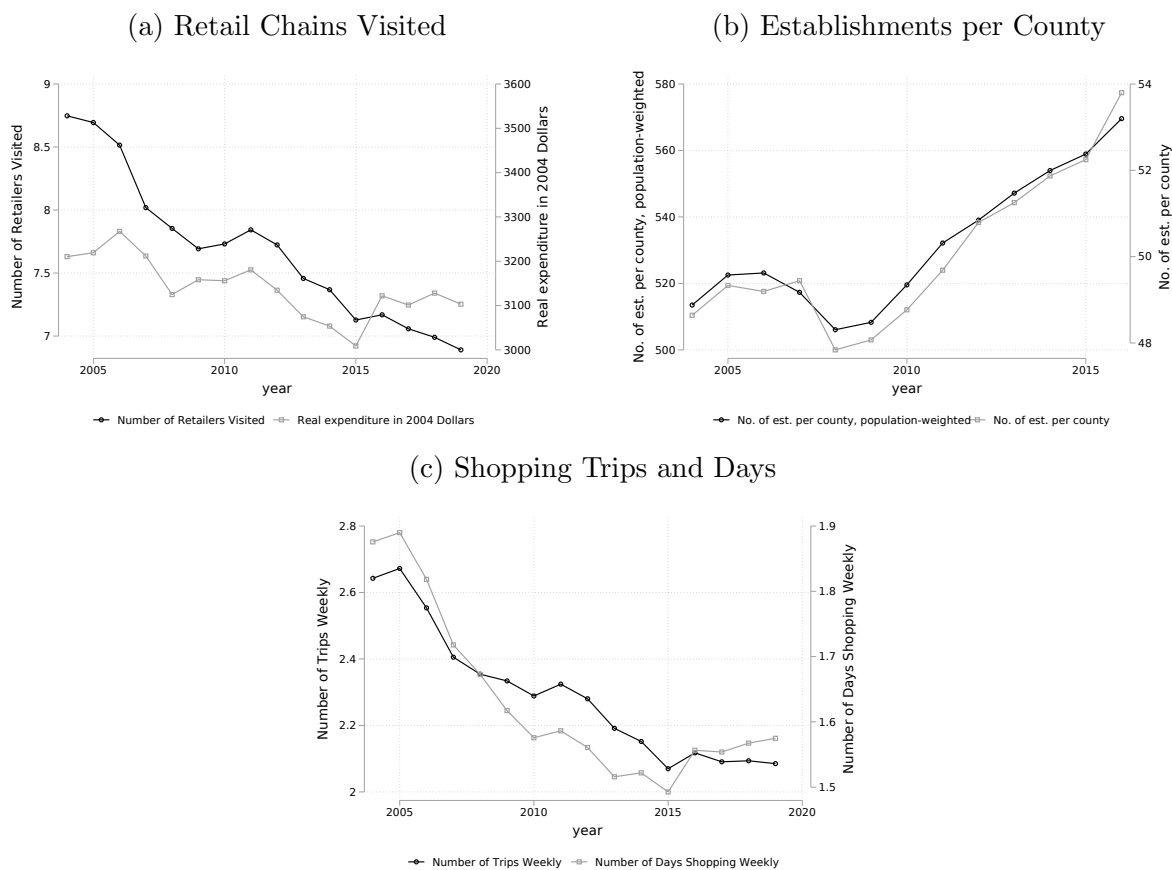 (a) Retail Chains Visited
Number of Retailers Visited
9
8.5
8
7.5
7
3600
3500
3400
3300
3200
3100
3000
Real expenditure in 2004 Dollars
2005 2010 2015 2020
year
Number of Retailers Visited Real expenditure in 2004 Dollars
(b) Establishments per County
No. of est. per county, population-weighted
580
560
540
520
500
54
52
50
48
No. of est. per county
2005 2010 2015
year
No. of est. per county, population-weighted No. of est. per county
(c) Shopping Trips and Days
Number of Trips Weekly
2.8
2.6
2.4
2.2
2
1.9
1.8
1.7
1.6
1.5
Number of Days Shopping Weekly
2005 2010 2015 2020
year
Number of Trips Weekly Number of Days Shopping Weekly